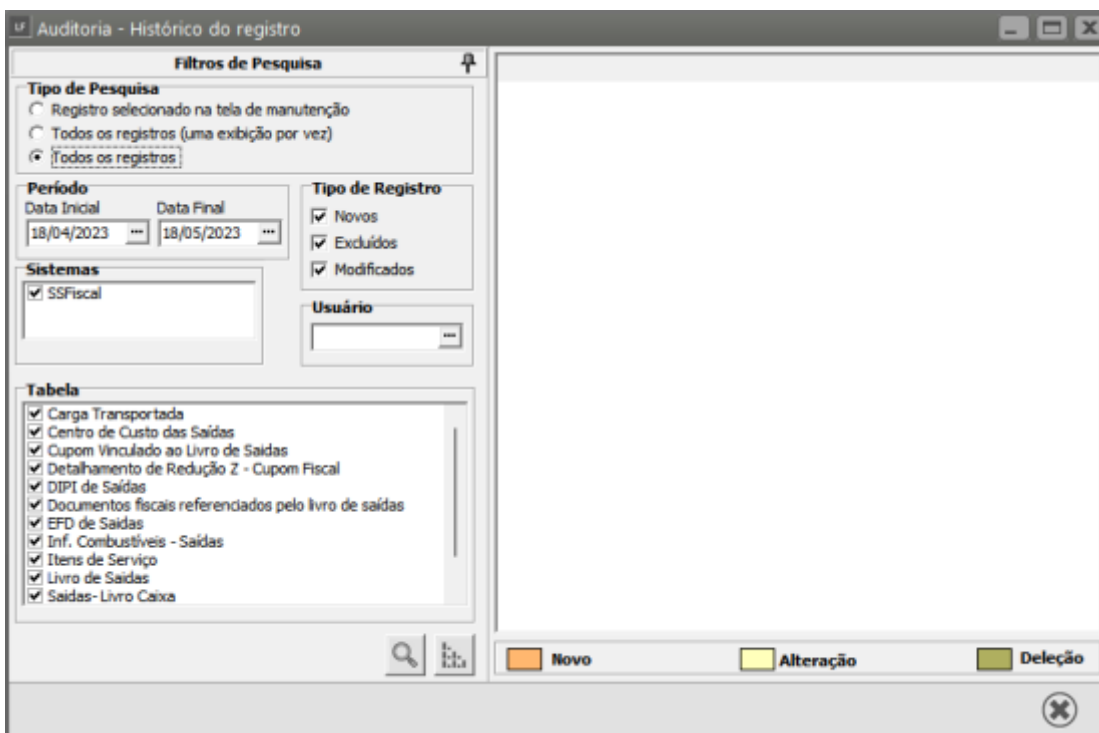 LF Auditoria - Histórico do registro
Filtros de Pesquisa
Tipo de Pesquisa
Registro selecionado na tela de manutenção
Todos os registros (uma exibição por vez)
Todos os registros
Período
Data Inicial Data Final
18/04/2023 ... 18/05/2023 ...
Tipo de Registro
Novos
Excluídos
Modificados
Sistemas
SSFiscal
Usuário
...
Tabela
Carga Transportada
Centro de Custo das Saídas
Cupom Vinculado ao Livro de Saidas
Detalhamento de Redução Z - Cupom Fiscal
DIPI de Saídas
Documentos fiscais referenciados pelo livro de saídas
EFD de Saidas
Inf. Combustíveis - Saídas
Itens de Serviço
Livro de Saidas
Saidas-Livro Caixa
Novo Alteração Deleção